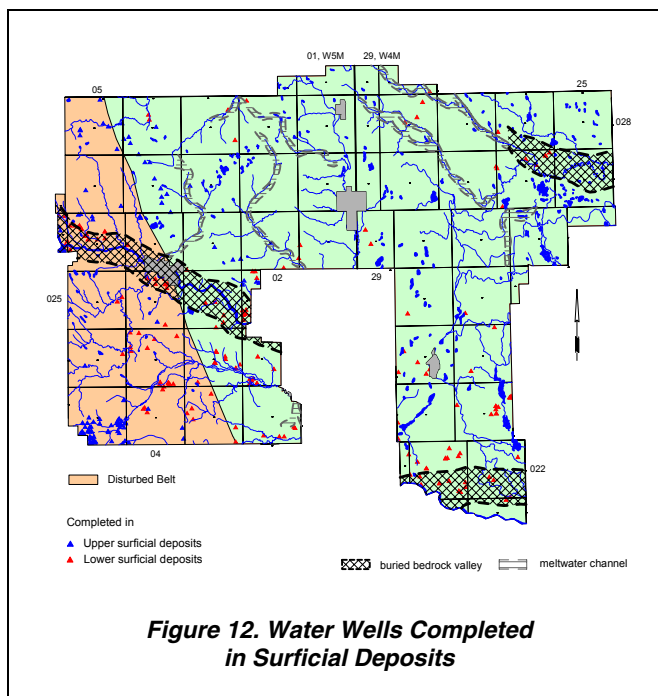 01, W5M 29, W4M
05
25
028
025
02
29
04
022
Disturbed Belt
Completed in
Upper surficial deposits
Lower surficial deposits
buried bedrock valley
meltwater channel
Figure 12. Water Wells Completed
in Surficial Deposits